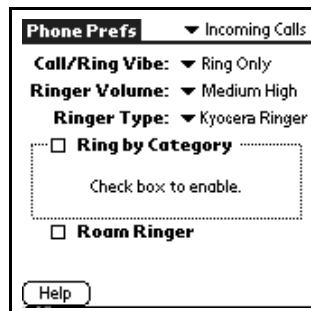 Phone Prefs Incoming Calls
Call/Ring Vibe: Ring Only
Ringer Volume: Medium High
Ringer Type: Kyocera Ringer
Ring by Category
Check box to enable.
Roam Ringer
Help